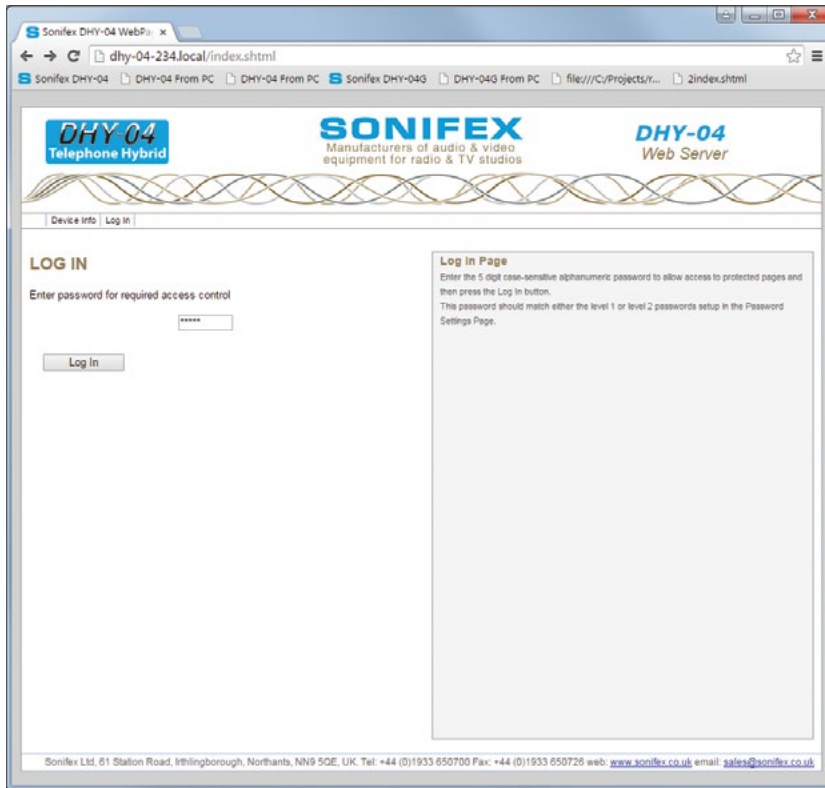 Sonifex DHY-04 WebPa
dhy-04-234.local/index.shtml
Sonifex DHY-04 DHY-04 From PC DHY-04 From PC Sonifex DHY-04G DHY-04G From PC file:///C:/Projects/r... 2index.shtml
DHY-04
Telephone Hybrid
SONIFEX
Manufacturers of audio & video
equipment for radio & TV studios
DHY-04
Web Server
Device Info Log In
LOG IN
Enter password for required access control
*****
Log In
Log In Page
Enter the 5 digit case-sensitive alphanumeric password to allow access to protected pages and
then press the Log In button.
This password should match either the level 1 or level 2 passwords setup in the Password
Settings Page.
Sonifex Ltd, 61 Station Road, Irthlingborough, Northants, NN9 5QE, UK. Tel: +44 (0)1933 650700 Fax: +44 (0)1933 650726 web: www.sonifex.co.uk email: sales@sonifex.co.uk